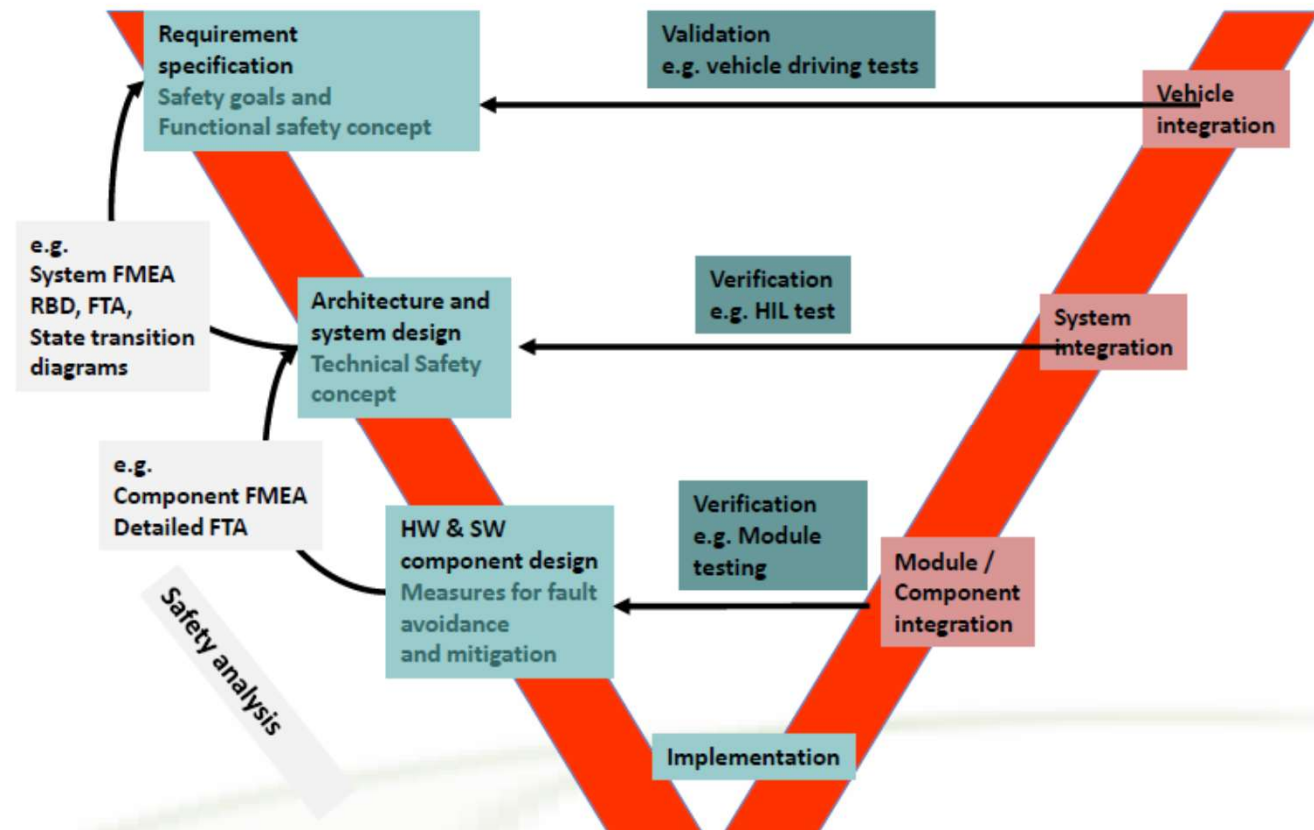 Requirement
specification
Safety goals and
Functional safety concept
Validation
e.g. vehicle driving tests
Vehicle
integration
e.g.
System FMEA
RBD, FTA,
State transition
diagrams
Architecture and
system design
Technical Safety
concept
Verification
e.g. HIL test
System
integration
e.g.
Component FMEA
Detailed FTA
HW & SW
component design
Measures for fault
avoidance
and mitigation
Verification
e.g. Module
testing
Module /
Component
integration
Safety analysis
Implementation